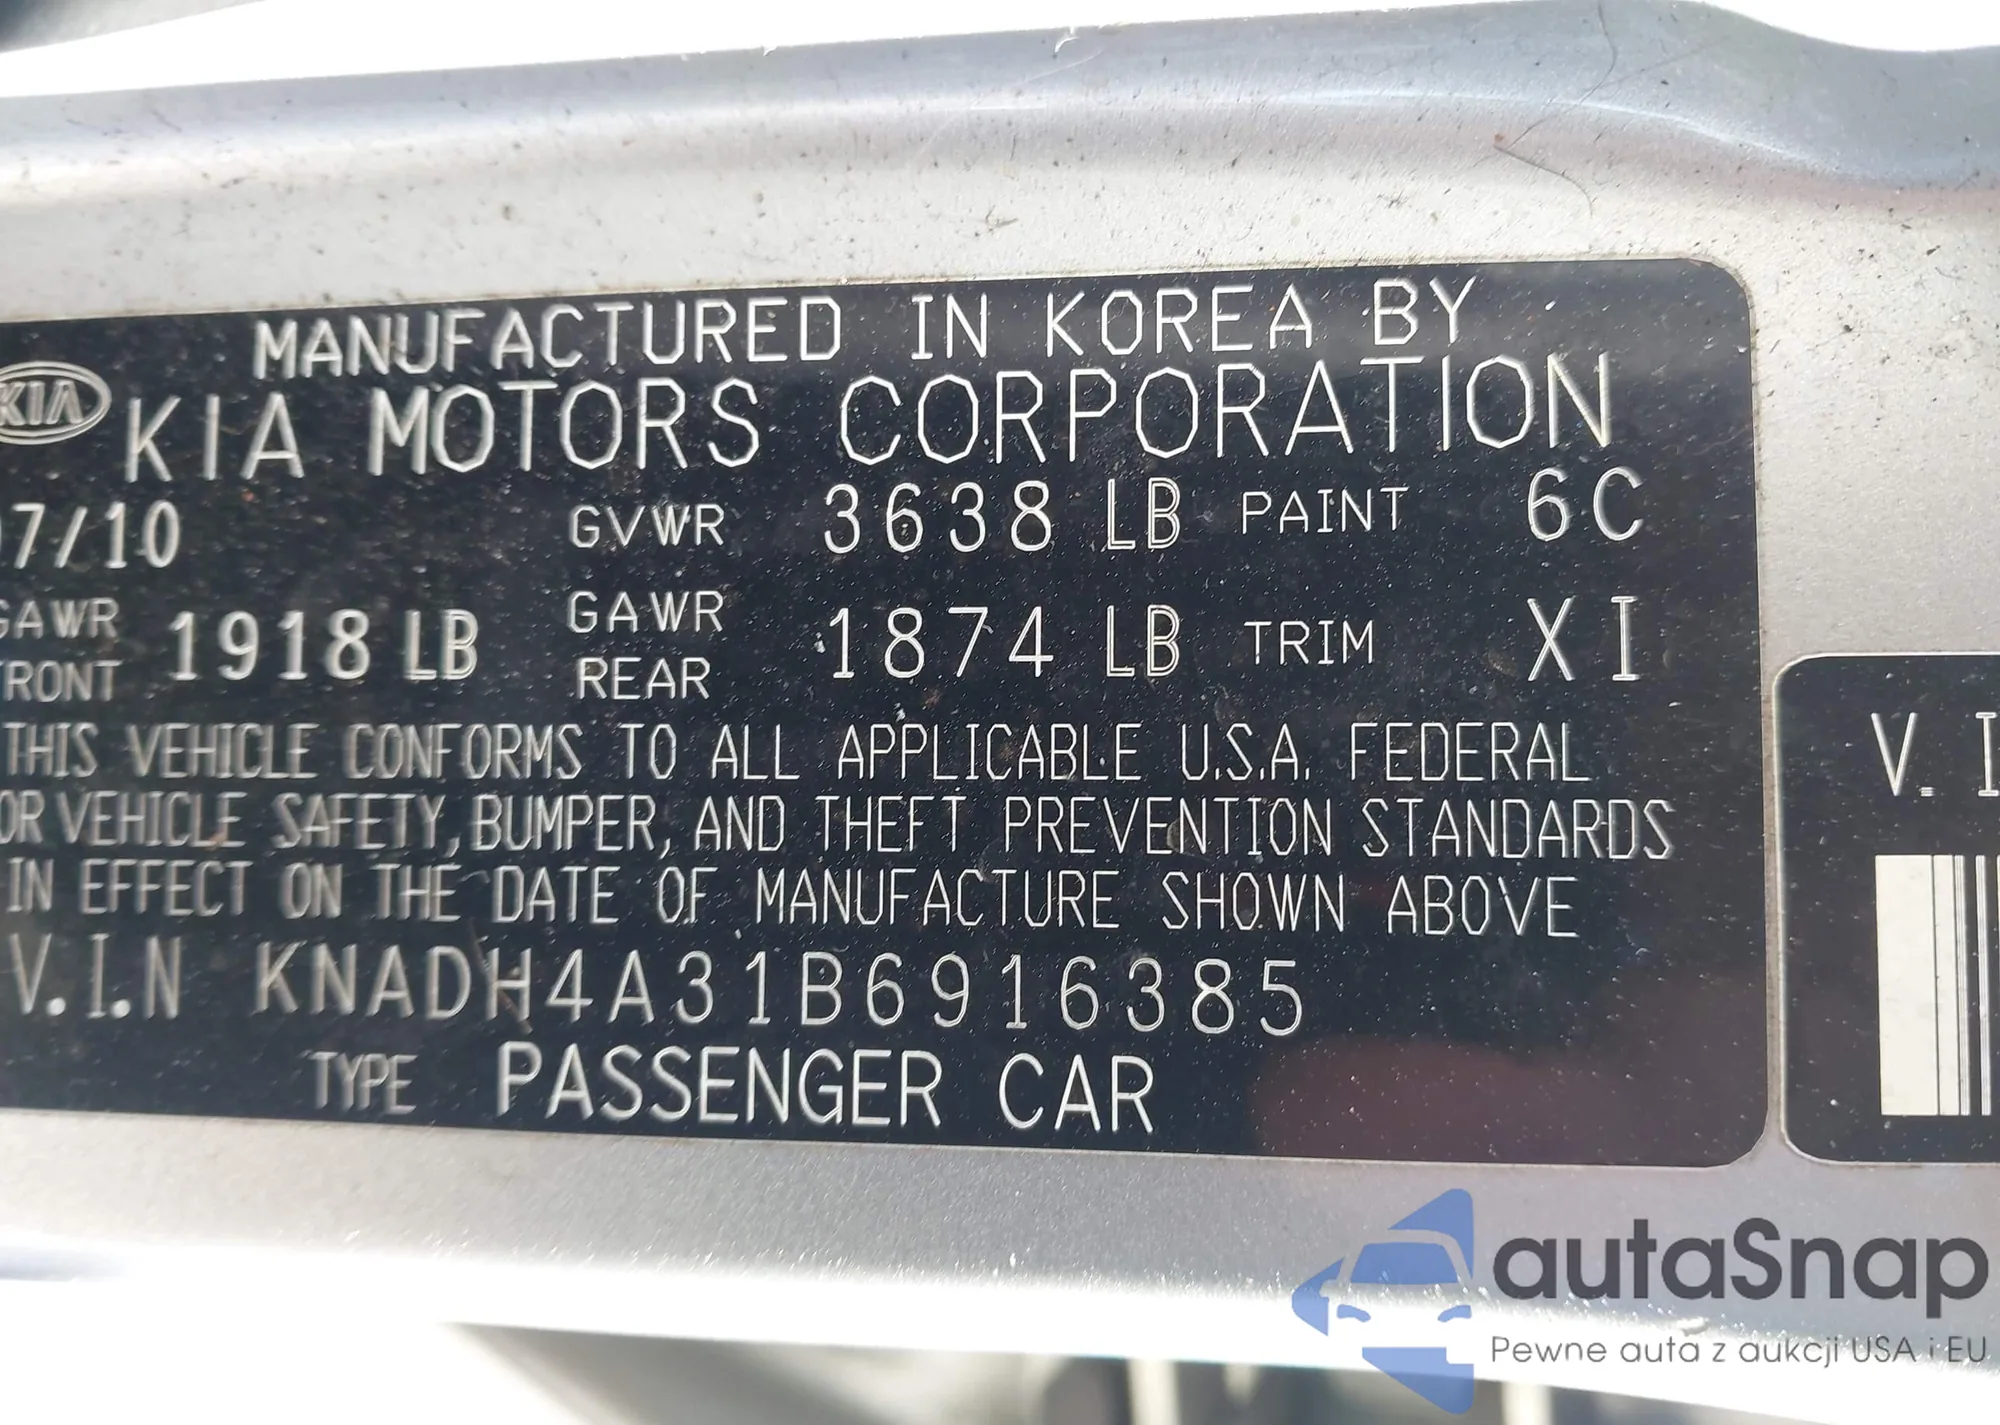 MANUFACTURED IN KOREA BY
KIA KIA MOTORS CORPORATION
07/10 GVWR 3638 LB PAINT 6C
GAWR FRONT 1918 LB GAWR REAR 1874 LB TRIM XI
THIS VEHICLE CONFORMS TO ALL APPLICABLE U.S.A. FEDERAL
OR VEHICLE SAFETY, BUMPER, AND THEFT PREVENTION STANDARDS
IN EFFECT ON THE DATE OF MANUFACTURE SHOWN ABOVE
V.I.N KNADH4A31B6916385
TYPE PASSENGER CAR
V. I
autaSnap
Pewne auta z aukcji USA i EU